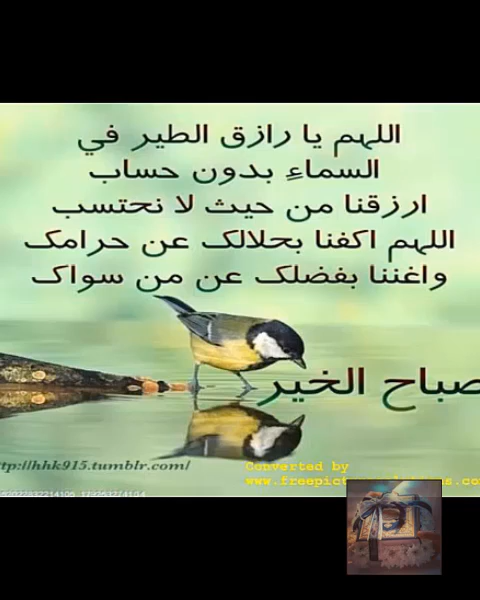 اللهم يا رازق الطير في
السماءِ بدون حساب
ارزقنا من حيث لا نحتسب
اللهم اكفنا بحلالك عن حرامك
واغننا بفضلك عن من سواك
صباح الخير
ttp://hhk915.tumblr.com/
Converted by